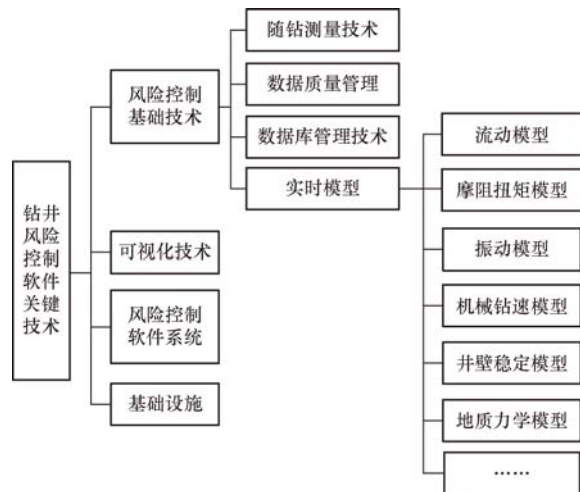 钻井
风险
控制
软件
关键
技术
风险控制
基础技术
可视化技术
风险控制
软件系统
基础设施
随钻测量技术
数据质量管理
数据库管理技术
实时模型
流动模型
摩阻扭矩模型
振动模型
机械钻速模型
井壁稳定模型
地质力学模型
……